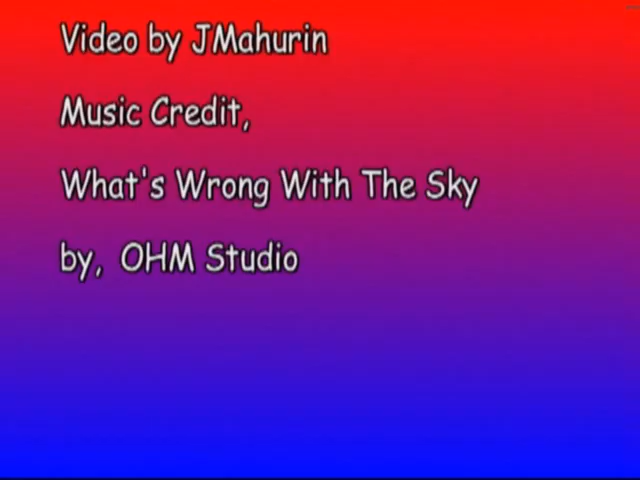 Video by JMahurin
Music Credit,
What's Wrong With The Sky
by, OHM Studio